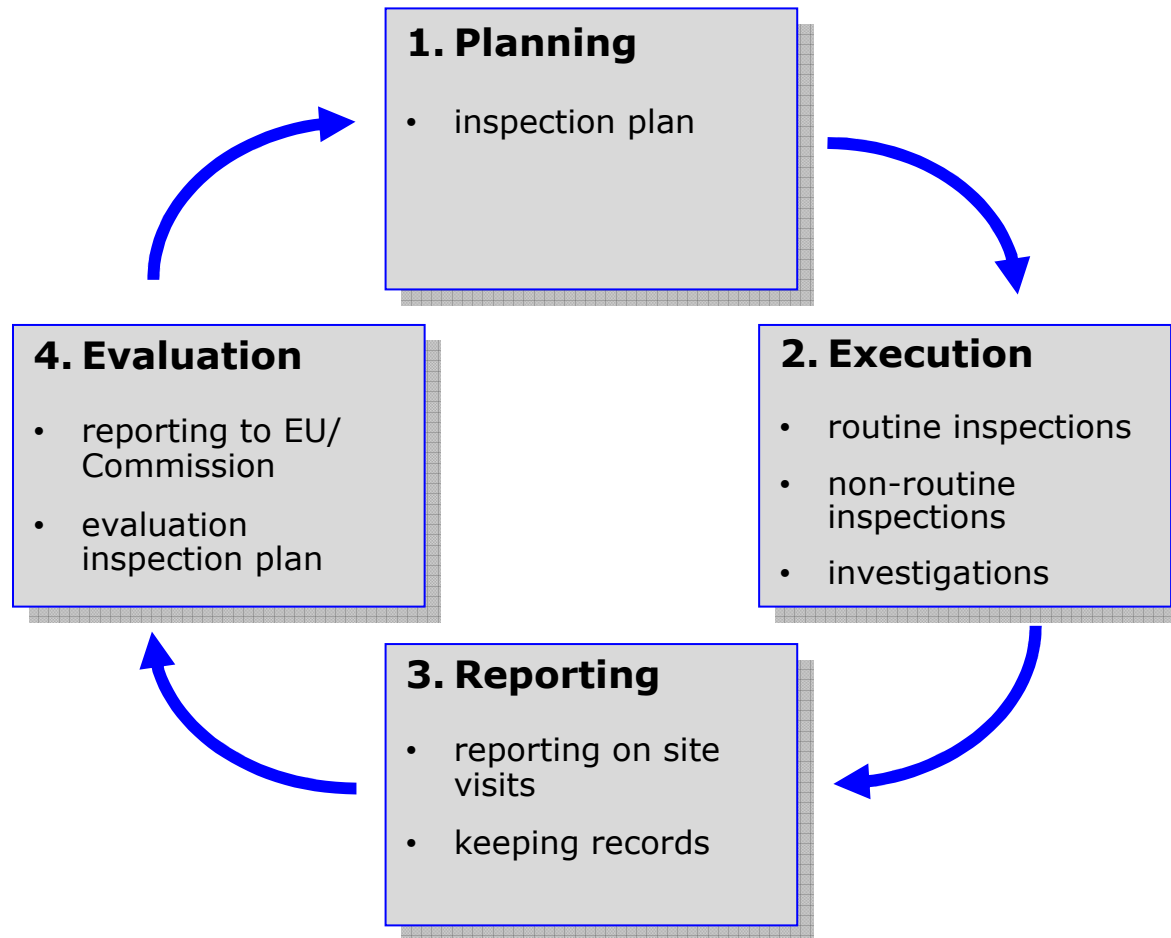 1. Planning
• inspection plan
2. Execution
• routine inspections
• non-routine
inspections
• investigations
3. Reporting
• reporting on site
visits
• keeping records
4. Evaluation
• reporting to EU/
Commission
• evaluation
inspection plan